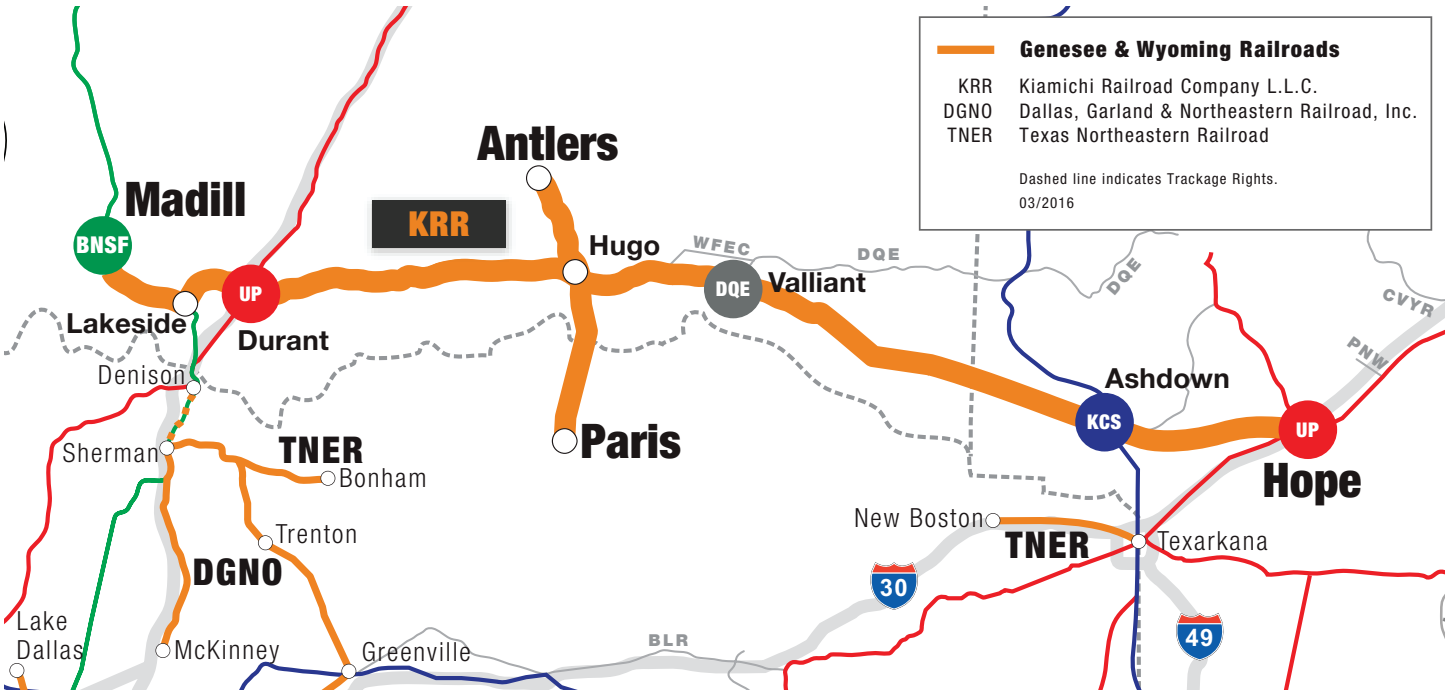 Genesee & Wyoming Railroads
KRR Kiamichi Railroad Company L.L.C.
DGNO Dallas, Garland & Northeastern Railroad, Inc.
TNER Texas Northeastern Railroad
Dashed line indicates Trackage Rights.
03/2016
Antlers
Madill
KRR
BNSF
Hugo
WFEC
DQE
DQE
UP
DQE
Valliant
Lakeside
Durant
CVYR
PNW
Denison
Ashdown
KCS
UP
Sherman
TNER
Paris
Bonham
Hope
New Boston
TNER
Texarkana
Trenton
DGNO
30
49
Lake
Dallas
McKinney
Greenville
BLR